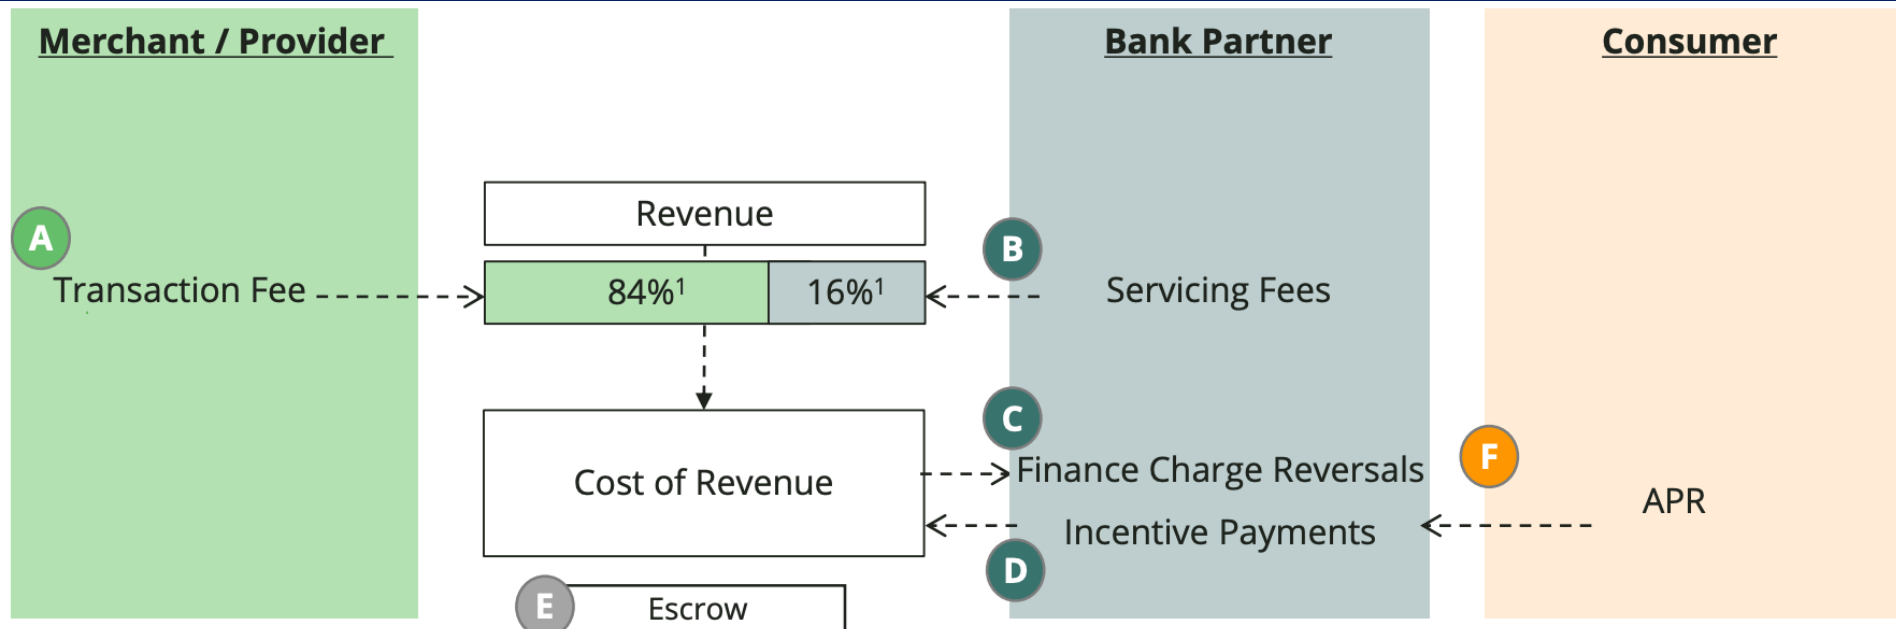 Merchant / Provider
Bank Partner
Consumer
Revenue
A
B
Transaction Fee
84%¹
16%¹
Servicing Fees
C
Cost of Revenue
Finance Charge Reversals
F
APR
Incentive Payments
D
E
Escrow